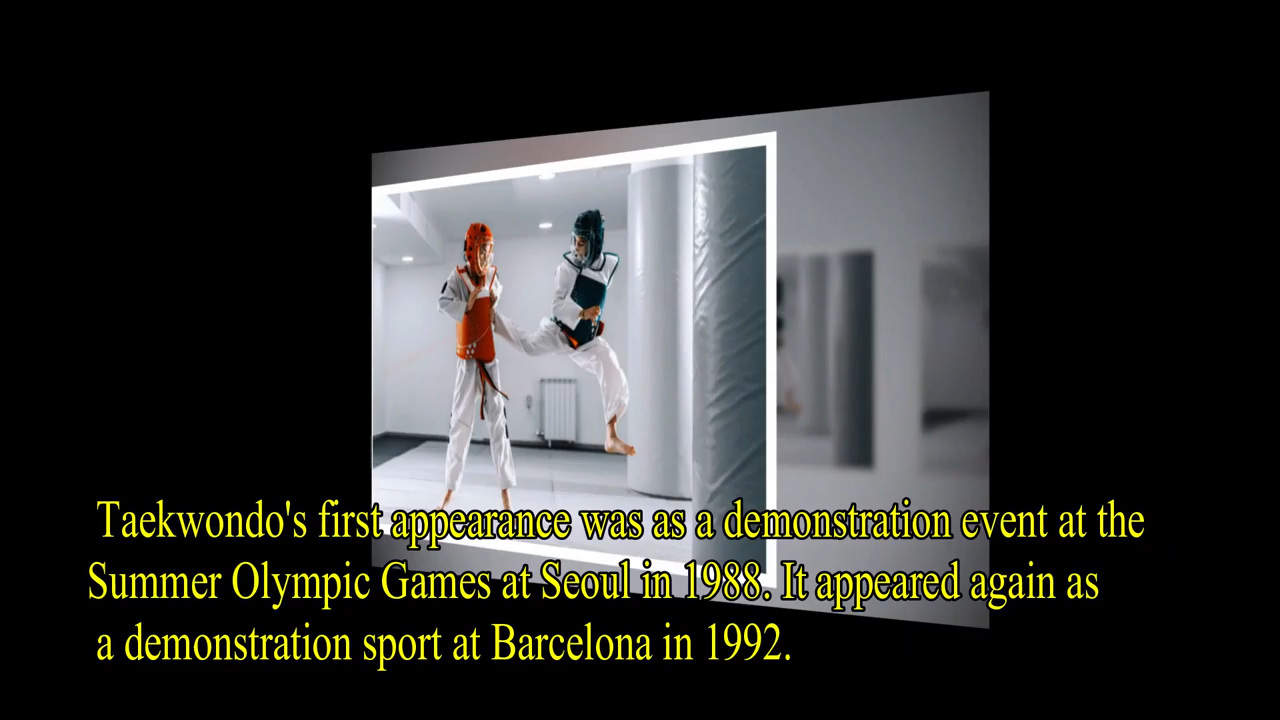 Taekwondo's first appearance was as a demonstration event at the
Summer Olympic Games at Seoul in 1988. It appeared again as
a demonstration sport at Barcelona in 1992.